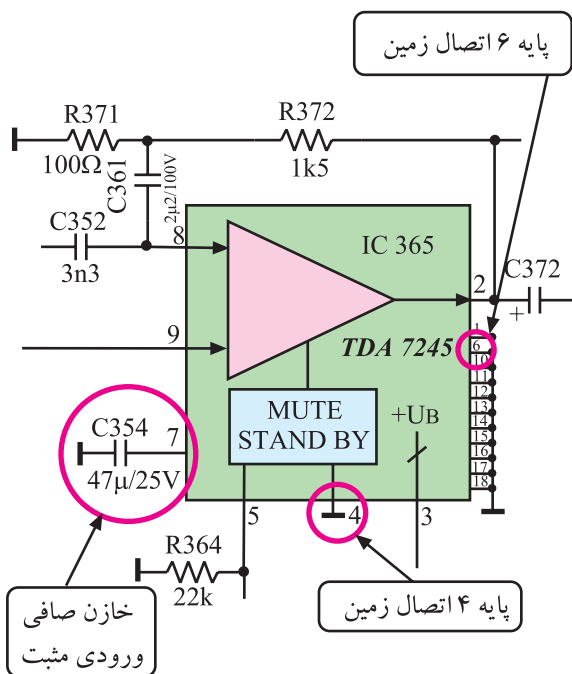 پایه ۶ اتصال زمین
R371
100Ω
R372
1k5
C361
2µ2/100V
C352
3n3
8
IC 365
2
C372
+
9
TDA 7245
1
6
10
11
12
13
14
15
16
17
18
MUTE
STAND BY
+UB
C354
7
47µ/25V
5
4
3
R364
22k
خازن صافی
ورودی مثبت
پایه ۴ اتصال زمین